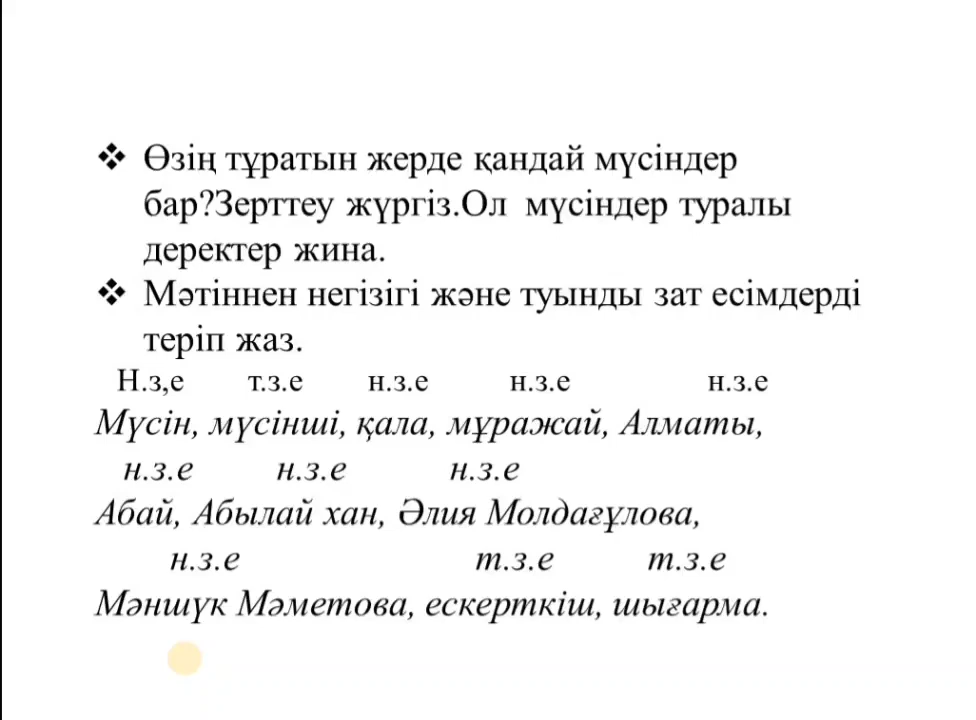 ❖ Өзің тұратын жерде қандай мүсіндер
бар?Зерттеу жүргіз.Ол мүсіндер туралы
деректер жина.
❖ Мәтіннен негізігі және туынды зат есімдерді
теріп жаз.
Н.з,е т.з.е н.з.е н.з.е н.з.е
Мүсін, мүсінші, қала, мұражай, Алматы,
н.з.е н.з.е н.з.е
Абай, Абылай хан, Әлия Молдағұлова,
н.з.е т.з.е т.з.е
Мәншүк Мәметова, ескерткіш, шығарма.